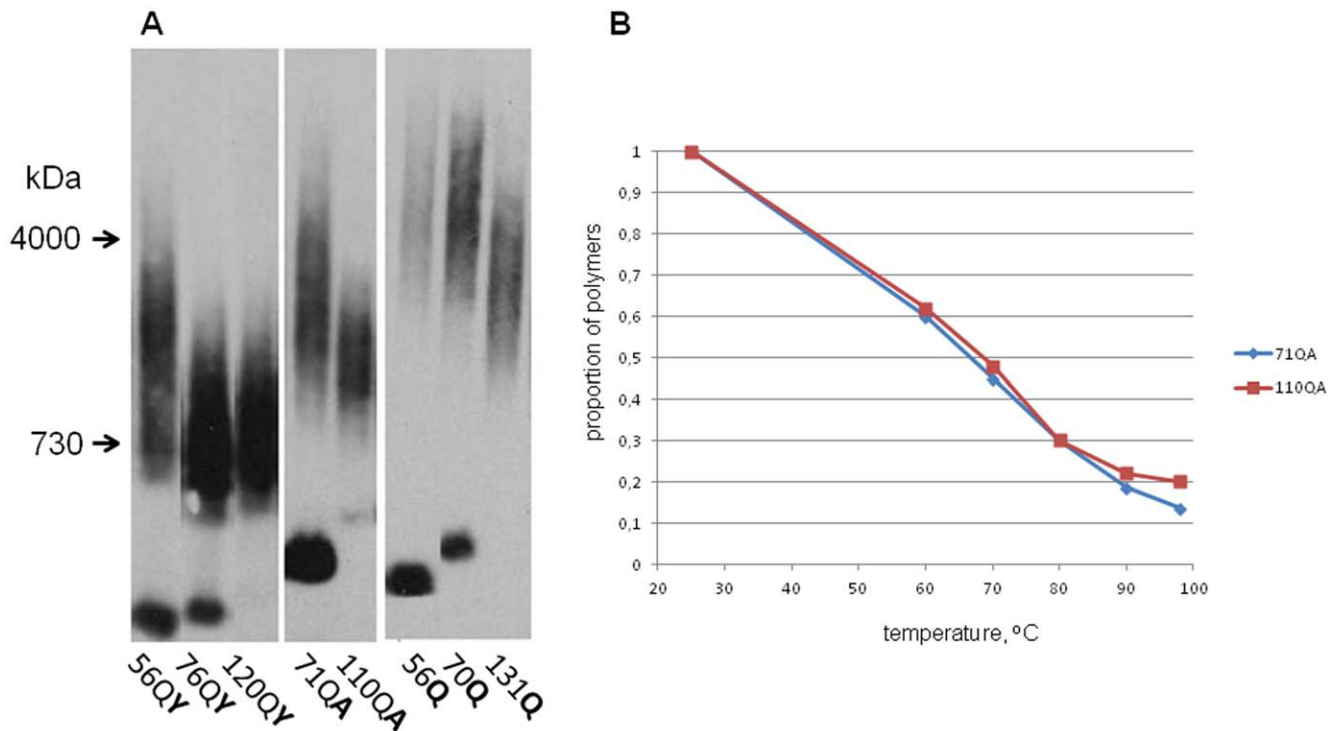 A
kDa
4000
730
56QY
76QY
120QY
71QA
110QA
56Q
70Q
131Q
B
proportion of polymers
1
0,9
0,8
0,7
0,6
0,5
0,4
0,3
0,2
0,1
0
20 30 40 50 60 70 80 90 100
temperature, ºC
71QA
110QA